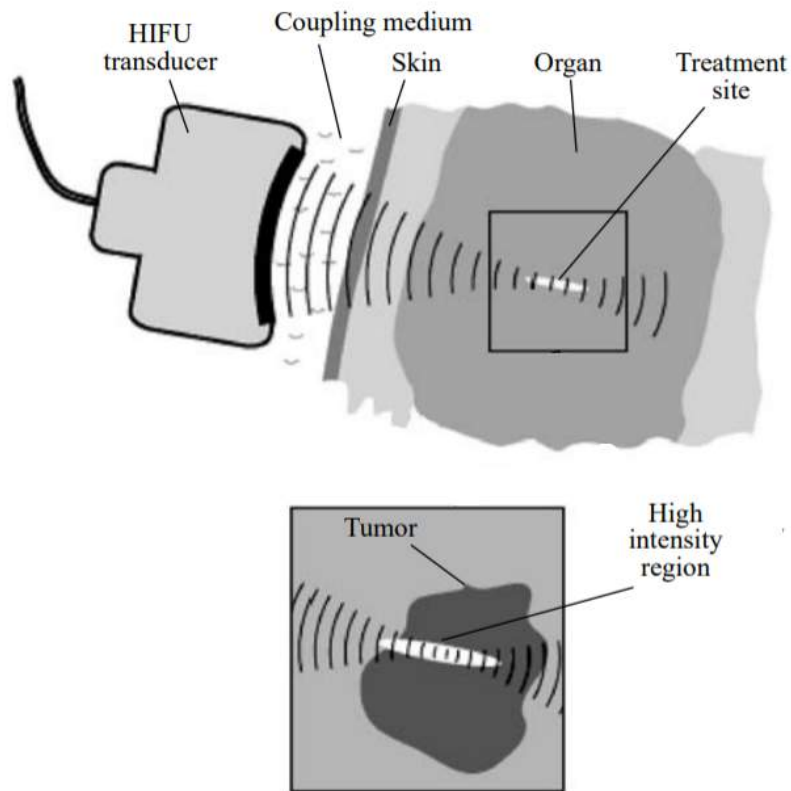 HIFU
transducer
Coupling medium
Skin
Organ
Treatment
site
Tumor
High
intensity
region